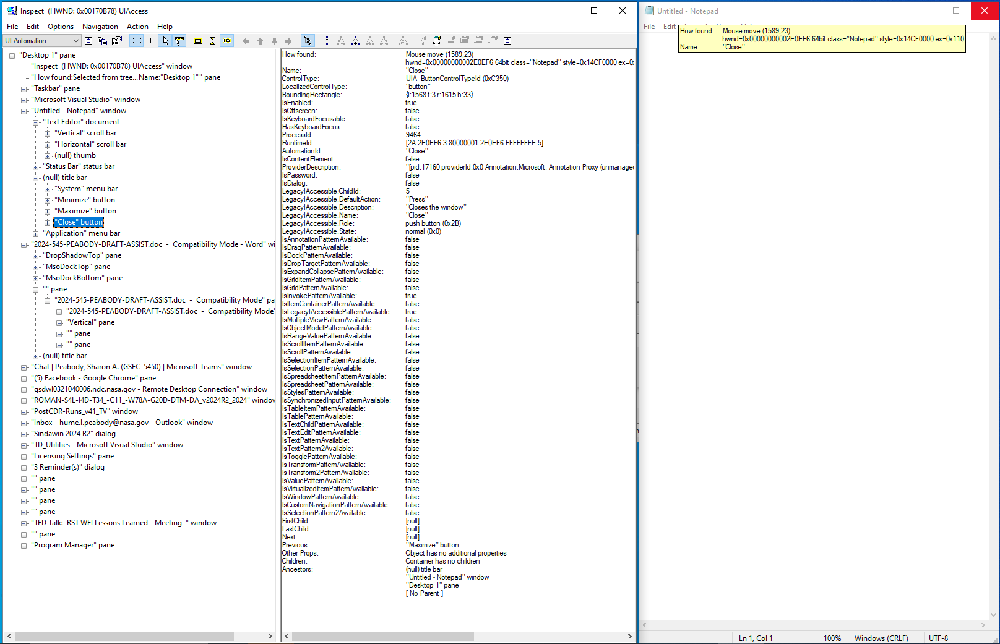 Inspect  (HWND: 0x00170B78) UIAccess
File Edit Options Navigation Action Help
UI Automation
"Desktop 1" pane
"Inspect  (HWND: 0x00170B78) UIAccess" window
"How found:Selected from tree...Name:"Desktop 1"" pane
"Taskbar" pane
"Microsoft Visual Studio" window
"Untitled - Notepad" window
"Text Editor" document
"Vertical" scroll bar
"Horizontal" scroll bar
(null) thumb
"Status Bar" status bar
(null) title bar
"System" menu bar
"Minimize" button
"Maximize" button
"Close" button
"Application" menu bar
"2024-545-PEABODY-DRAFT-ASSIST.doc  -  Compatibility Mode - Word" wi
"DropShadowTop" pane
"MsoDockTop" pane
"MsoDockBottom" pane
"" pane
"2024-545-PEABODY-DRAFT-ASSIST.doc  -  Compatibility Mode" pa
"2024-545-PEABODY-DRAFT-ASSIST.doc  -  Compatibility Mode"
"Vertical" pane
"" pane
"" pane
(null) title bar
"Chat | Peabody, Sharon A. (GSFC-5450) | Microsoft Teams" window
"(5) Facebook - Google Chrome" pane
"gsdwl0321040006.ndc.nasa.gov - Remote Desktop Connection" window
"ROMAN-S4L-I4D-T34_-C11_-W78A-G20D-DTM-DA_v2024R2_2024" window
"PostCDR-Runs_v41_TV" window
"Inbox - hume.l.peabody@nasa.gov - Outlook" window
"Sindawin 2024 R2" dialog
"TD_Utilities - Microsoft Visual Studio" window
"Licensing Settings" pane
"3 Reminder(s)" dialog
"" pane
"" pane
"" pane
"" pane
"TED Talk:  RST WFI Lessons Learned - Meeting  " window
"" pane
"Program Manager" pane
How found: Mouse move (1589,23)
hwnd=0x00000000002E0EF6 64bit class="Notepad" style=0x14CF0000 ex=0x
Name: "Close"
ControlType: UIA_ButtonControlTypeId (0xC350)
LocalizedControlType: "button"
BoundingRectangle: {l:1568 t:3 r:1615 b:33}
IsEnabled: true
IsOffscreen: false
IsKeyboardFocusable: false
HasKeyboardFocus: false
ProcessId: 9464
RuntimeId: [2A.2E0EF6.3.80000001.2E0EF6.FFFFFFFE.5]
AutomationId: "Close"
IsContentElement: false
ProviderDescription: "[pid:17160,providerId:0x0 Annotation:Microsoft: Annotation Proxy (unmanaged
IsPassword: false
IsDialog: false
LegacyIAccessible.ChildId: 5
LegacyIAccessible.DefaultAction: "Press"
LegacyIAccessible.Description: "Closes the window"
LegacyIAccessible.Name: "Close"
LegacyIAccessible.Role: push button (0x2B)
LegacyIAccessible.State: normal (0x0)
IsAnnotationPatternAvailable: false
IsDragPatternAvailable: false
IsDockPatternAvailable: false
IsDropTargetPatternAvailable: false
IsExpandCollapsePatternAvailable: false
IsGridItemPatternAvailable: false
IsGridPatternAvailable: false
IsInvokePatternAvailable: true
IsItemContainerPatternAvailable: false
IsLegacyIAccessiblePatternAvailable: true
IsMultipleViewPatternAvailable: false
IsObjectModelPatternAvailable: false
IsRangeValuePatternAvailable: false
IsScrollItemPatternAvailable: false
IsScrollPatternAvailable: false
IsSelectionItemPatternAvailable: false
IsSelectionPatternAvailable: false
IsSpreadsheetItemPatternAvailable: false
IsSpreadsheetPatternAvailable: false
IsStylesPatternAvailable: false
IsSynchronizedInputPatternAvailable: false
IsTableItemPatternAvailable: false
IsTablePatternAvailable: false
IsTextChildPatternAvailable: false
IsTextEditPatternAvailable: false
IsTextPatternAvailable: false
IsTextPattern2Available: false
IsTogglePatternAvailable: false
IsTransformPatternAvailable: false
IsTransform2PatternAvailable: false
IsValuePatternAvailable: false
IsVirtualizedItemPatternAvailable: false
IsWindowPatternAvailable: false
IsCustomNavigationPatternAvailable: false
IsSelectionPattern2Available: false
FirstChild: [null]
LastChild: [null]
Next: [null]
Previous: "Maximize" button
Other Props: Object has no additional properties
Children: Container has no children
Ancestors: (null) title bar
"Untitled - Notepad" window
"Desktop 1" pane
[ No Parent ]
Untitled - Notepad
File Edit
How found: Mouse move (1589,23)
hwnd=0x00000000002E0EF6 64bit class="Notepad" style=0x14CF0000 ex=0x110
Name: "Close"
Ln 1, Col 1 100% Windows (CRLF) UTF-8